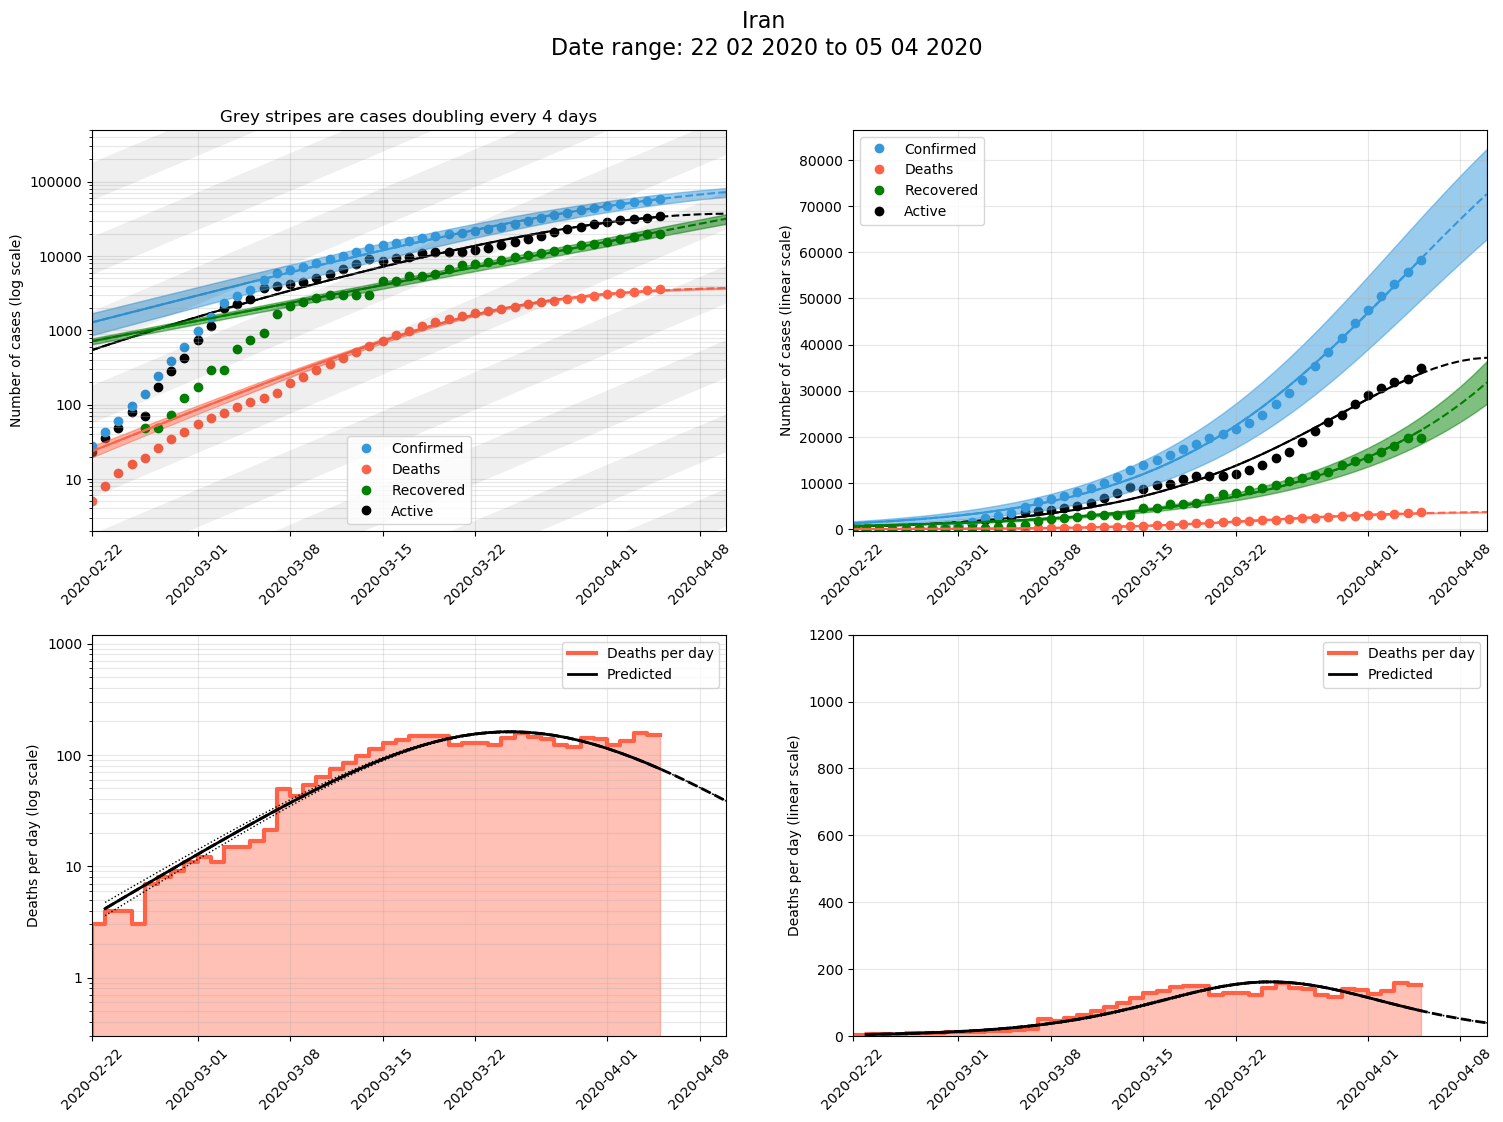 Iran
Date range: 22 02 2020 to 05 04 2020
Grey stripes are cases doubling every 4 days
Number of cases (log scale)
100000
10000
1000
100
10
Confirmed
Deaths
Recovered
Active
2020-02-22
2020-03-01
2020-03-08
2020-03-15
2020-03-22
2020-04-01
2020-04-08
Number of cases (linear scale)
80000
70000
60000
50000
40000
30000
20000
10000
0
Confirmed
Deaths
Recovered
Active
2020-02-22
2020-03-01
2020-03-08
2020-03-15
2020-03-22
2020-04-01
2020-04-08
Deaths per day (log scale)
1000
100
10
1
Deaths per day
Predicted
2020-02-22
2020-03-01
2020-03-08
2020-03-15
2020-03-22
2020-04-01
2020-04-08
Deaths per day (linear scale)
1200
1000
800
600
400
200
0
Deaths per day
Predicted
2020-02-22
2020-03-01
2020-03-08
2020-03-15
2020-03-22
2020-04-01
2020-04-08